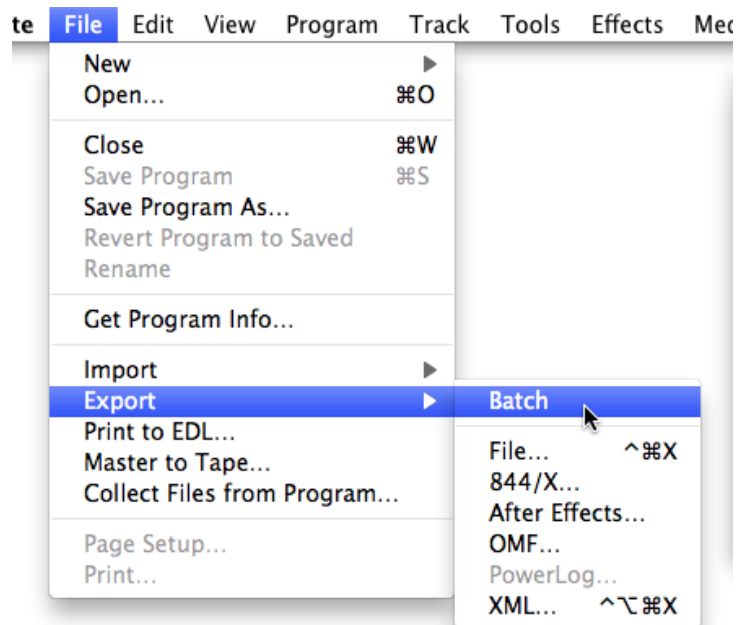 te File Edit View Program Track Tools Effects Med
New
Open... ⌘O
Close ⌘W
Save Program ⌘S
Save Program As...
Revert Program to Saved
Rename
Get Program Info...
Import
Export
Batch
Print to EDL...
Master to Tape...
Collect Files from Program...
Page Setup...
Print...
File... ^⌘X
844/X...
After Effects...
OMF...
PowerLog...
XML... ^⌥⌘X